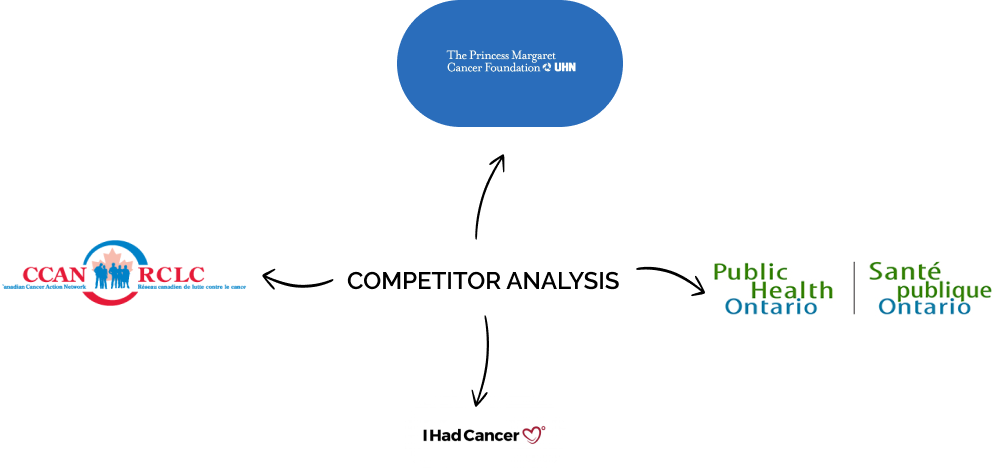 The Princess Margaret
Cancer Foundation UHN
CCAN RCLC
Canadian Cancer Action Network Réseau canadien de lutte contre le cancer
COMPETITOR ANALYSIS
Public
Health
Ontario
Santé
publique
Ontario
I Had Cancer